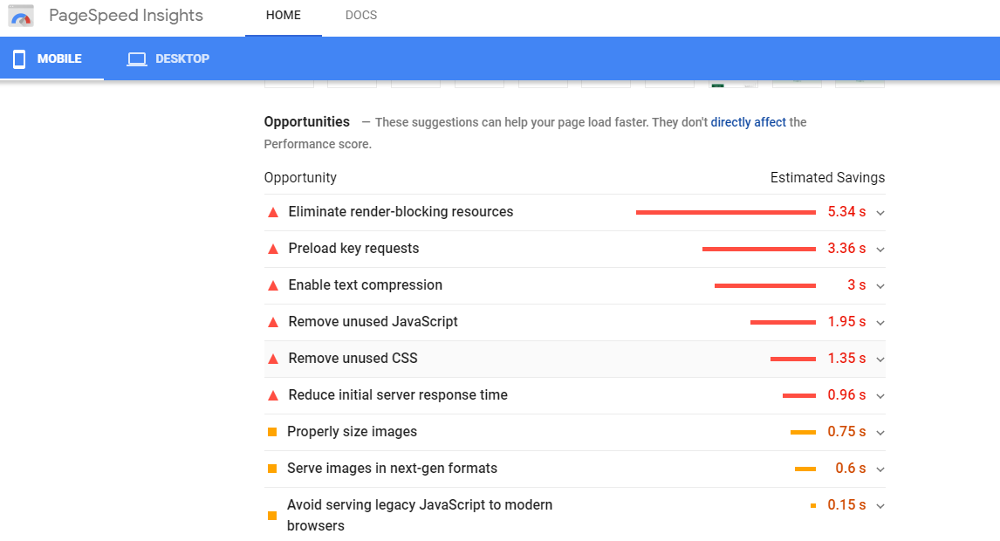 PageSpeed Insights HOME DOCS
MOBILE DESKTOP
Opportunities — These suggestions can help your page load faster. They don't directly affect the
Performance score.
Opportunity Estimated Savings
Eliminate render-blocking resources 5.34 s
Preload key requests 3.36 s
Enable text compression 3 s
Remove unused JavaScript 1.95 s
Remove unused CSS 1.35 s
Reduce initial server response time 0.96 s
Properly size images 0.75 s
Serve images in next-gen formats 0.6 s
Avoid serving legacy JavaScript to modern 0.15 s
browsers